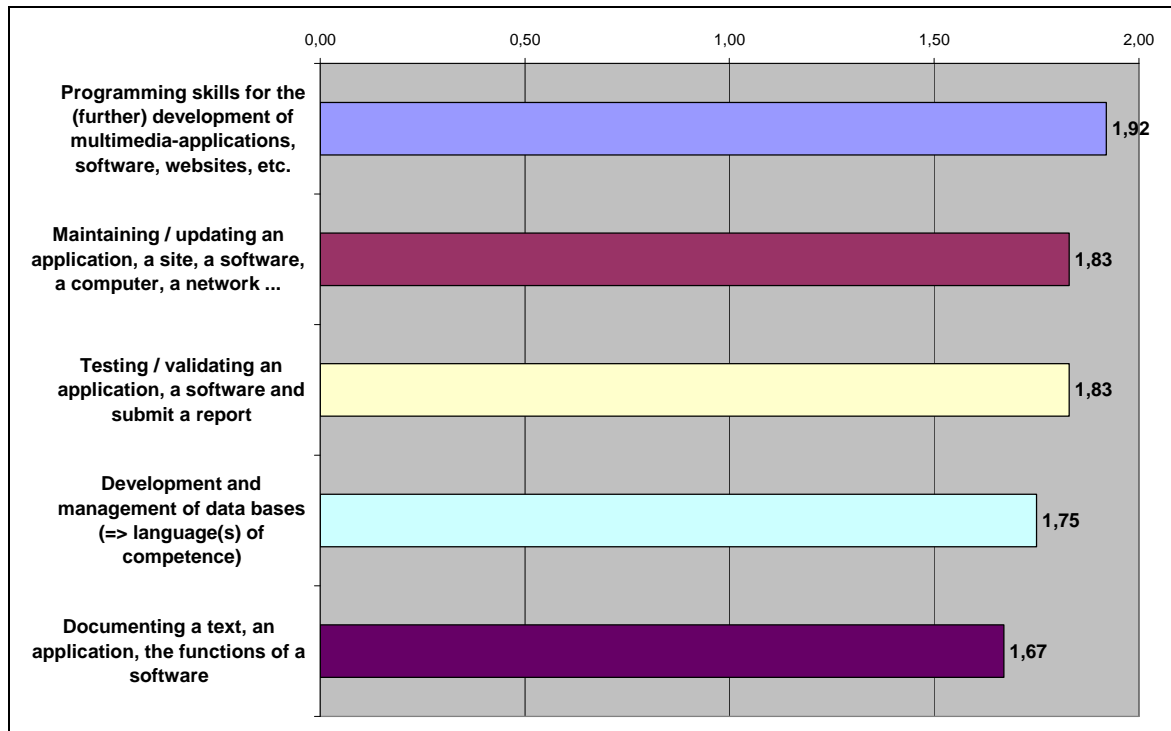 0,00 0,50 1,00 1,50 2,00
Programming skills for the
(further) development of
multimedia-applications,
software, websites, etc.
1,92
Maintaining / updating an
application, a site, a software,
a computer, a network ...
1,83
Testing / validating an
application, a software and
submit a report
1,83
Development and
management of data bases
(=> language(s) of
competence)
1,75
Documenting a text, an
application, the functions of a
software
1,67